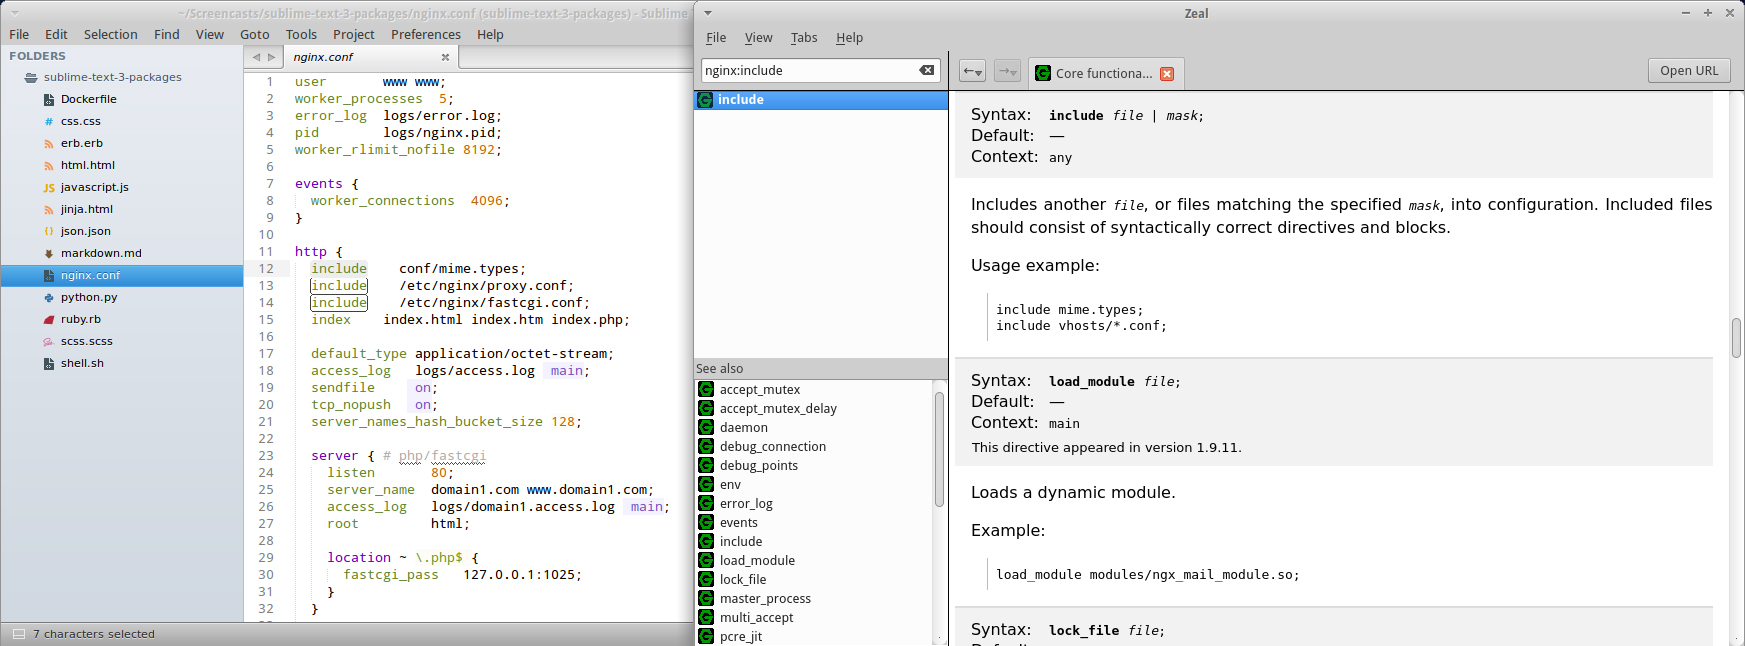 ~/Screencasts/sublime-text-3-packages/nginx.conf (sublime-text-3-packages) - Sublime
File Edit Selection Find View Goto Tools Project Preferences Help
FOLDERS
sublime-text-3-packages
Dockerfile
css.css
erb.erb
html.html
javascript.js
jinja.html
json.json
markdown.md
nginx.conf
python.py
ruby.rb
scss.scss
shell.sh
nginx.conf
1 user www www;
2 worker_processes 5;
3 error_log logs/error.log;
4 pid logs/nginx.pid;
5 worker_rlimit_nofile 8192;
6
7 events {
8 worker_connections 4096;
9 }
10
11 http {
12 include conf/mime.types;
13 include /etc/nginx/proxy.conf;
14 include /etc/nginx/fastcgi.conf;
15 index index.html index.htm index.php;
16
17 default_type application/octet-stream;
18 access_log logs/access.log main;
19 sendfile on;
20 tcp_nopush on;
21 server_names_hash_bucket_size 128;
22
23 server { # php/fastcgi
24 listen 80;
25 server_name domain1.com www.domain1.com;
26 access_log logs/domain1.access.log main;
27 root html;
28
29 location ~ \.php$ {
30 fastcgi_pass 127.0.0.1:1025;
31 }
32 }
7 characters selected
Zeal
File View Tabs Help
nginx:include
include
See also
accept_mutex
accept_mutex_delay
daemon
debug_connection
debug_points
env
error_log
events
include
load_module
lock_file
master_process
multi_accept
pcre_jit
Core functiona...
Open URL
Syntax: include file | mask;
Default: —
Context: any
Includes another file, or files matching the specified mask, into configuration. Included files
should consist of syntactically correct directives and blocks.
Usage example:
include mime.types;
include vhosts/*.conf;
Syntax: load_module file;
Default: —
Context: main
This directive appeared in version 1.9.11.
Loads a dynamic module.
Example:
load_module modules/ngx_mail_module.so;
Syntax: lock_file file;